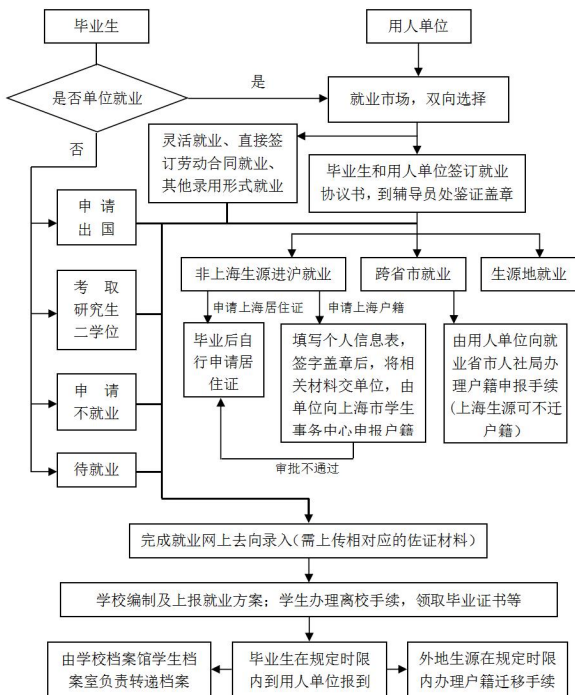 毕业生
用人单位
是否单位就业
是
就业市场，双向选择
否
灵活就业、直接签
订劳动合同就业、
其他录用形式就业
毕业生和用人单位签订就业
协议书，到辅导员处鉴证盖章
申 请
出 国
非上海生源进沪就业
跨省市就业
生源地就业
考 取
研究生
二学位
申请上海居住证
申请上海户籍
毕业后自
行申请居
住证
填写个人信息表，
签字盖章后，将相
关材料交单位，由
单位向上海市学生
事务中心申报户籍
由用人单位向就
业省市人社局办
理户籍申报手续
(上海生源可不迁
户籍）
申 请
不就业
待就业
审批不通过
完成就业网上去向录入（需上传相对应的佐证材料）
学校编制及上报就业方案；学生办理离校手续，领取毕业证书等
由学校档案馆学生档
案室负责转递档案
毕业生在规定时限
内到用人单位报到
外地生源在规定时限
内办理户籍迁移手续